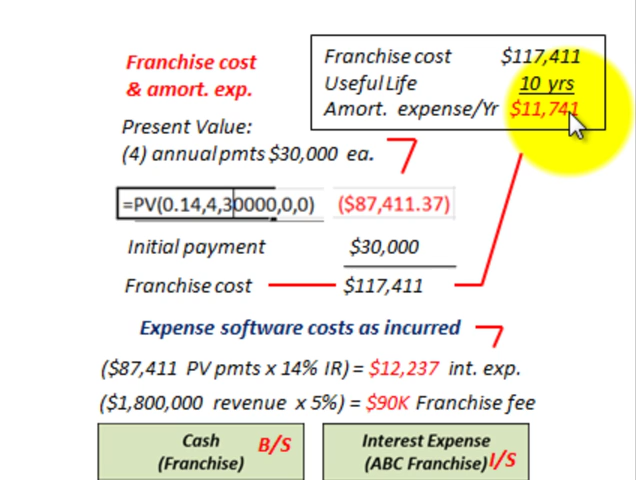 Franchise cost
& amort. exp.
Franchise cost $117,411
Useful Life 10 yrs
Amort. expense/Yr $11,741
Present Value:
(4) annual pmts $30,000 ea.
=PV(0.14,4,30000,0,0) ($87,411.37)
Initial payment $30,000
Franchise cost $117,411
Expense software costs as incurred
($87,411 PV pmts x 14% IR) = $12,237 int. exp.
($1,800,000 revenue x 5%) = $90K Franchise fee
Cash B/S
(Franchise)
Interest Expense
(ABC Franchise) I/S